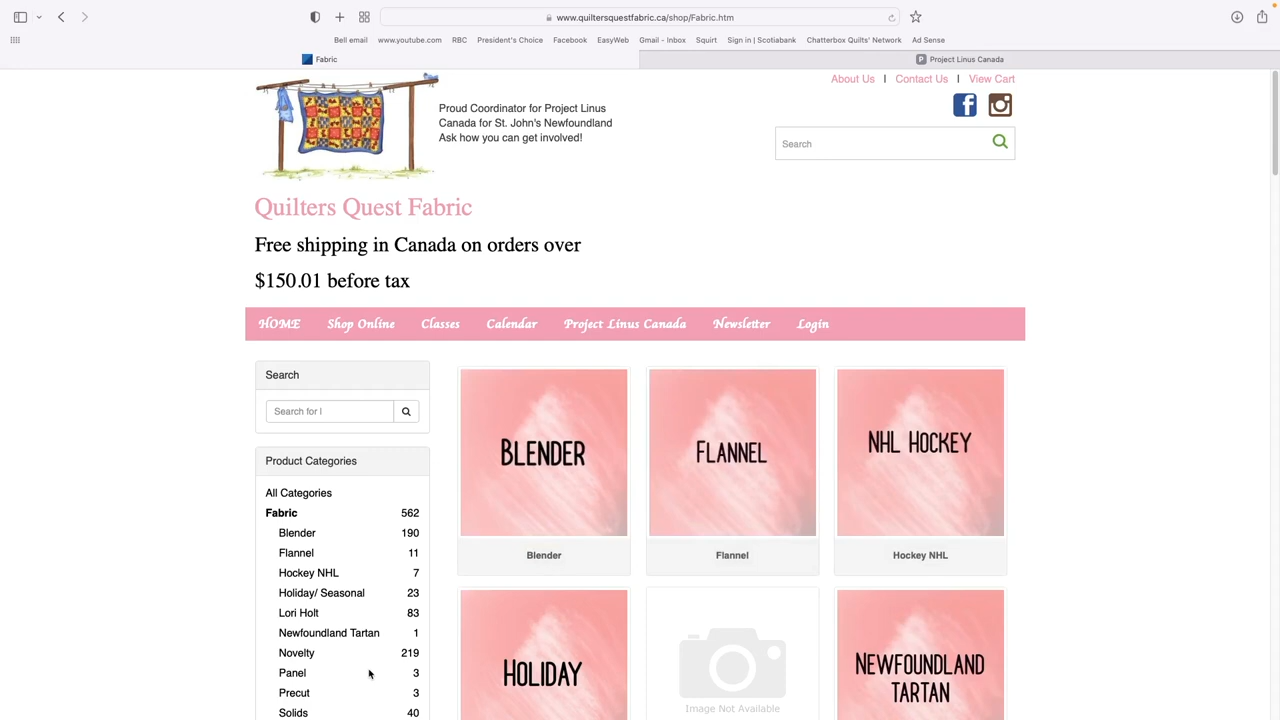 www.quiltersquestfabric.ca/shop/Fabric.htm
Bell email www.youtube.com RBC President's Choice Facebook EasyWeb Gmail - Inbox Squirt Sign in | Scotiabank Chatterbox Quilts' Network Ad Sense
Fabric
P Project Linus Canada
About Us | Contact Us | View Cart
Proud Coordinator for Project Linus
Canada for St. John's Newfoundland
Ask how you can get involved!
Search
Quilters Quest Fabric
Free shipping in Canada on orders over
$150.01 before tax
HOME Shop Online Classes Calendar Project Linus Canada Newsletter Login
Search
Search for l
Product Categories
All Categories
Fabric 562
Blender 190
Flannel 11
Hockey NHL 7
Holiday/ Seasonal 23
Lori Holt 83
Newfoundland Tartan 1
Novelty 219
Panel 3
Precut 3
Solids 40
BLENDER
Blender
FLANNEL
Flannel
NHL HOCKEY
Hockey NHL
HOLIDAY
Image Not Available
NEWFOUNDLAND
TARTAN